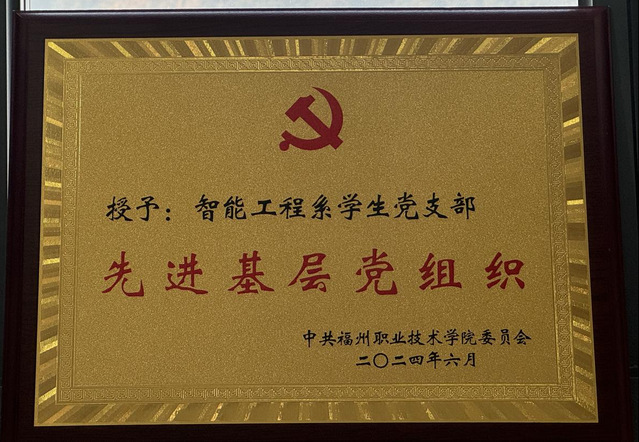 授予：智能工程系学生党支部
先进基层党组织
中共福州职业技术学院委员会
二〇二四年六月